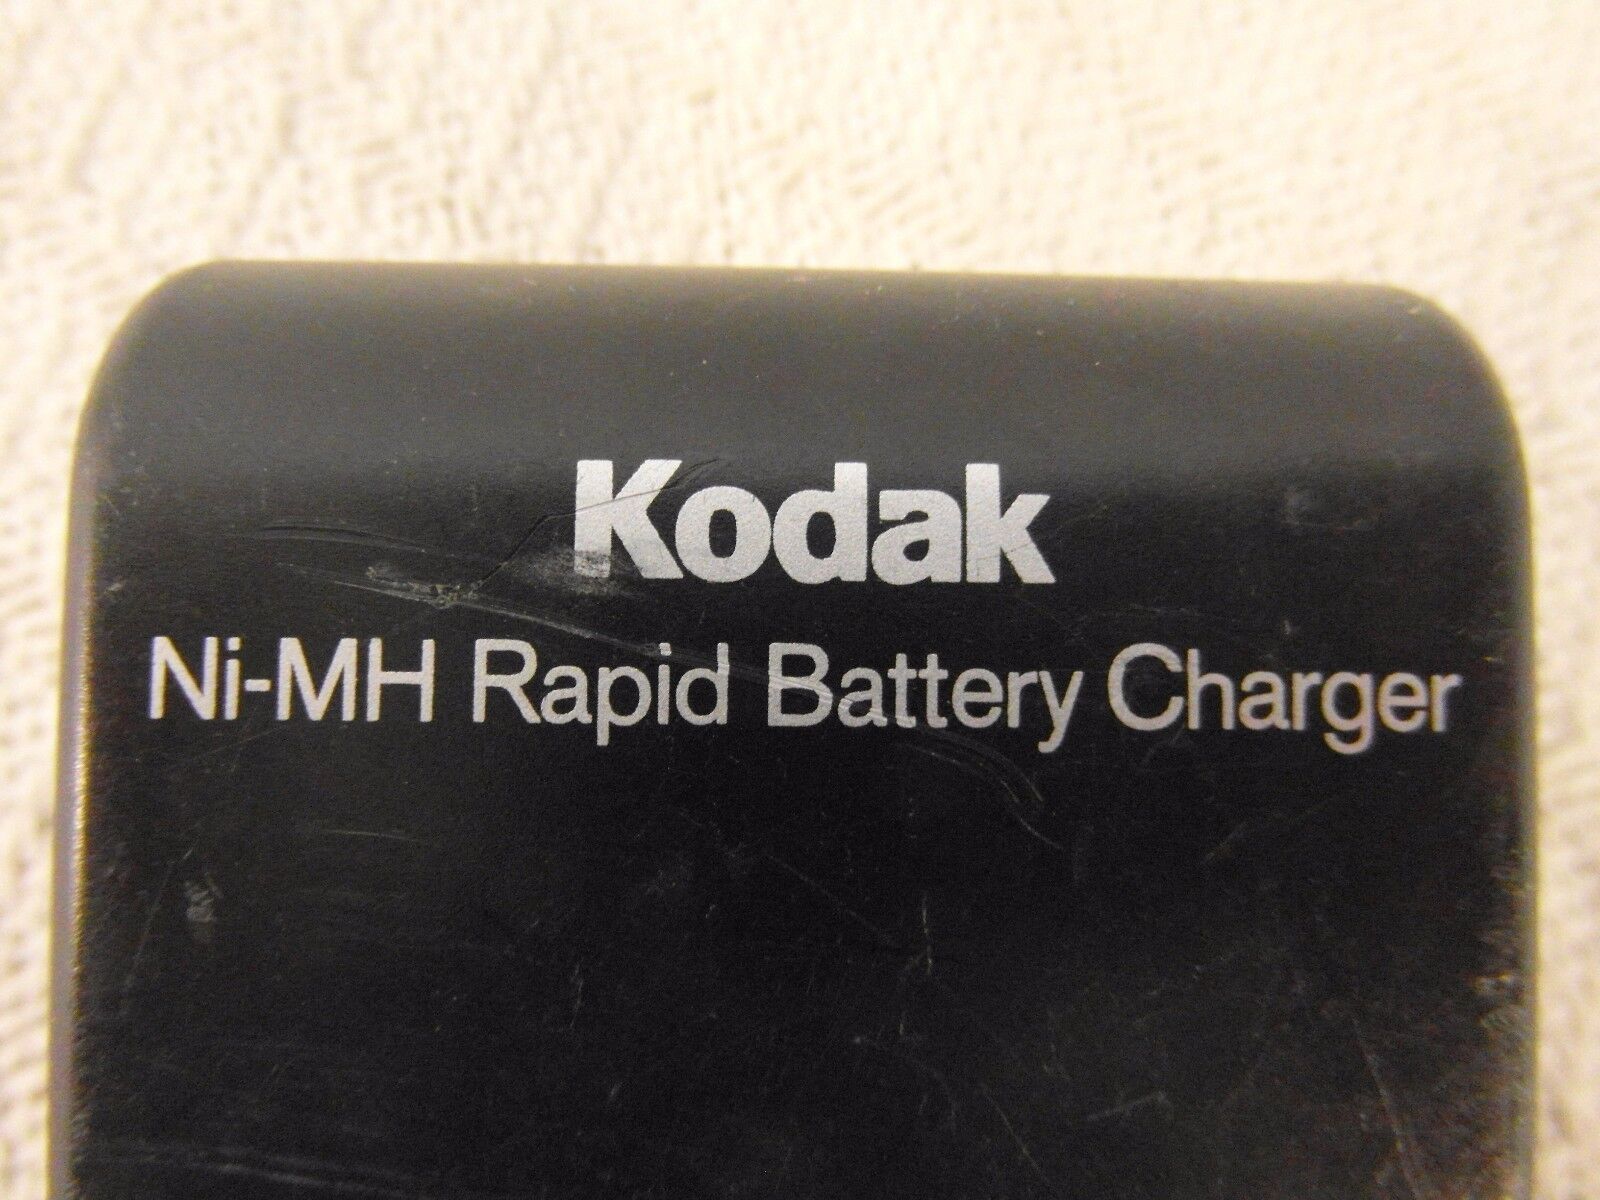 Kodak
Ni-MH Rapid Battery Charger